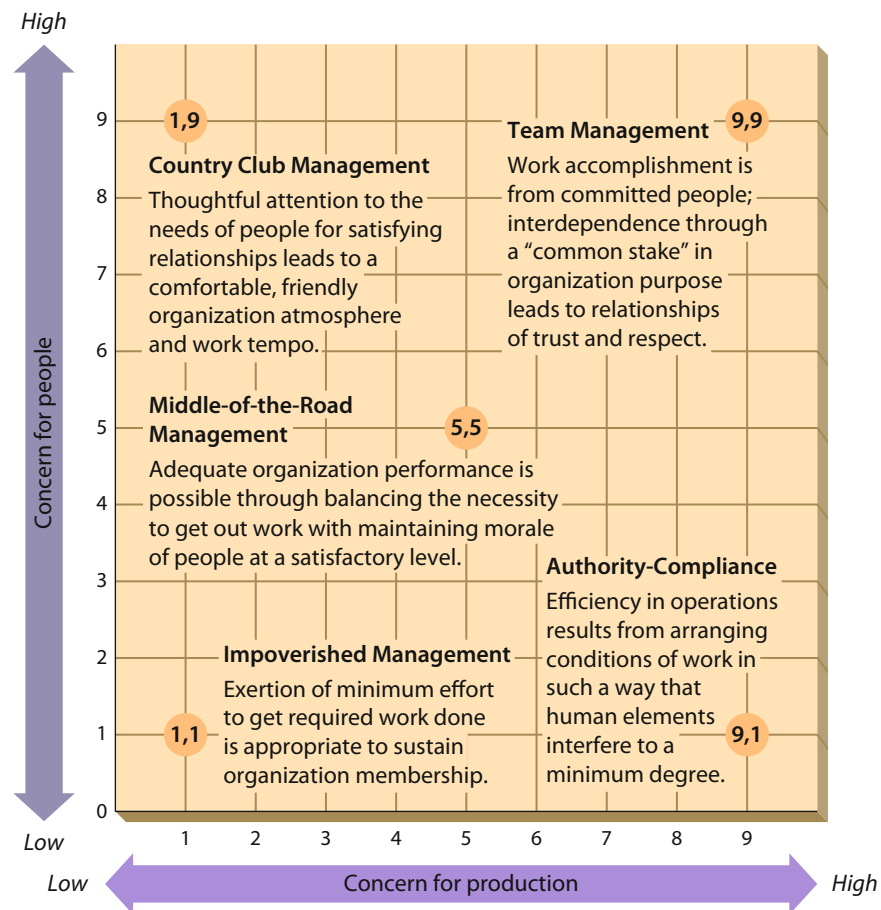 High
9
1,9
9,9
Team Management
Country Club Management
Work accomplishment is
from committed people;
interdependence through
a “common stake” in
organization purpose
leads to relationships
of trust and respect.
8
Thoughtful attention to the
needs of people for satisfying
relationships leads to a
comfortable, friendly
organization atmosphere
and work tempo.
7
6
Concern for people
Middle-of-the-Road
Management
5
5,5
Adequate organization performance is
possible through balancing the necessity
to get out work with maintaining morale
of people at a satisfactory level.
4
3
Authority-Compliance
Efficiency in operations
results from arranging
conditions of work in
such a way that
human elements
interfere to a
minimum degree.
2
Impoverished Management
Exertion of minimum effort
to get required work done
is appropriate to sustain
organization membership.
1
1,1
9,1
0
Low
1 2 3 4 5 6 7 8 9
Low
Concern for production
High